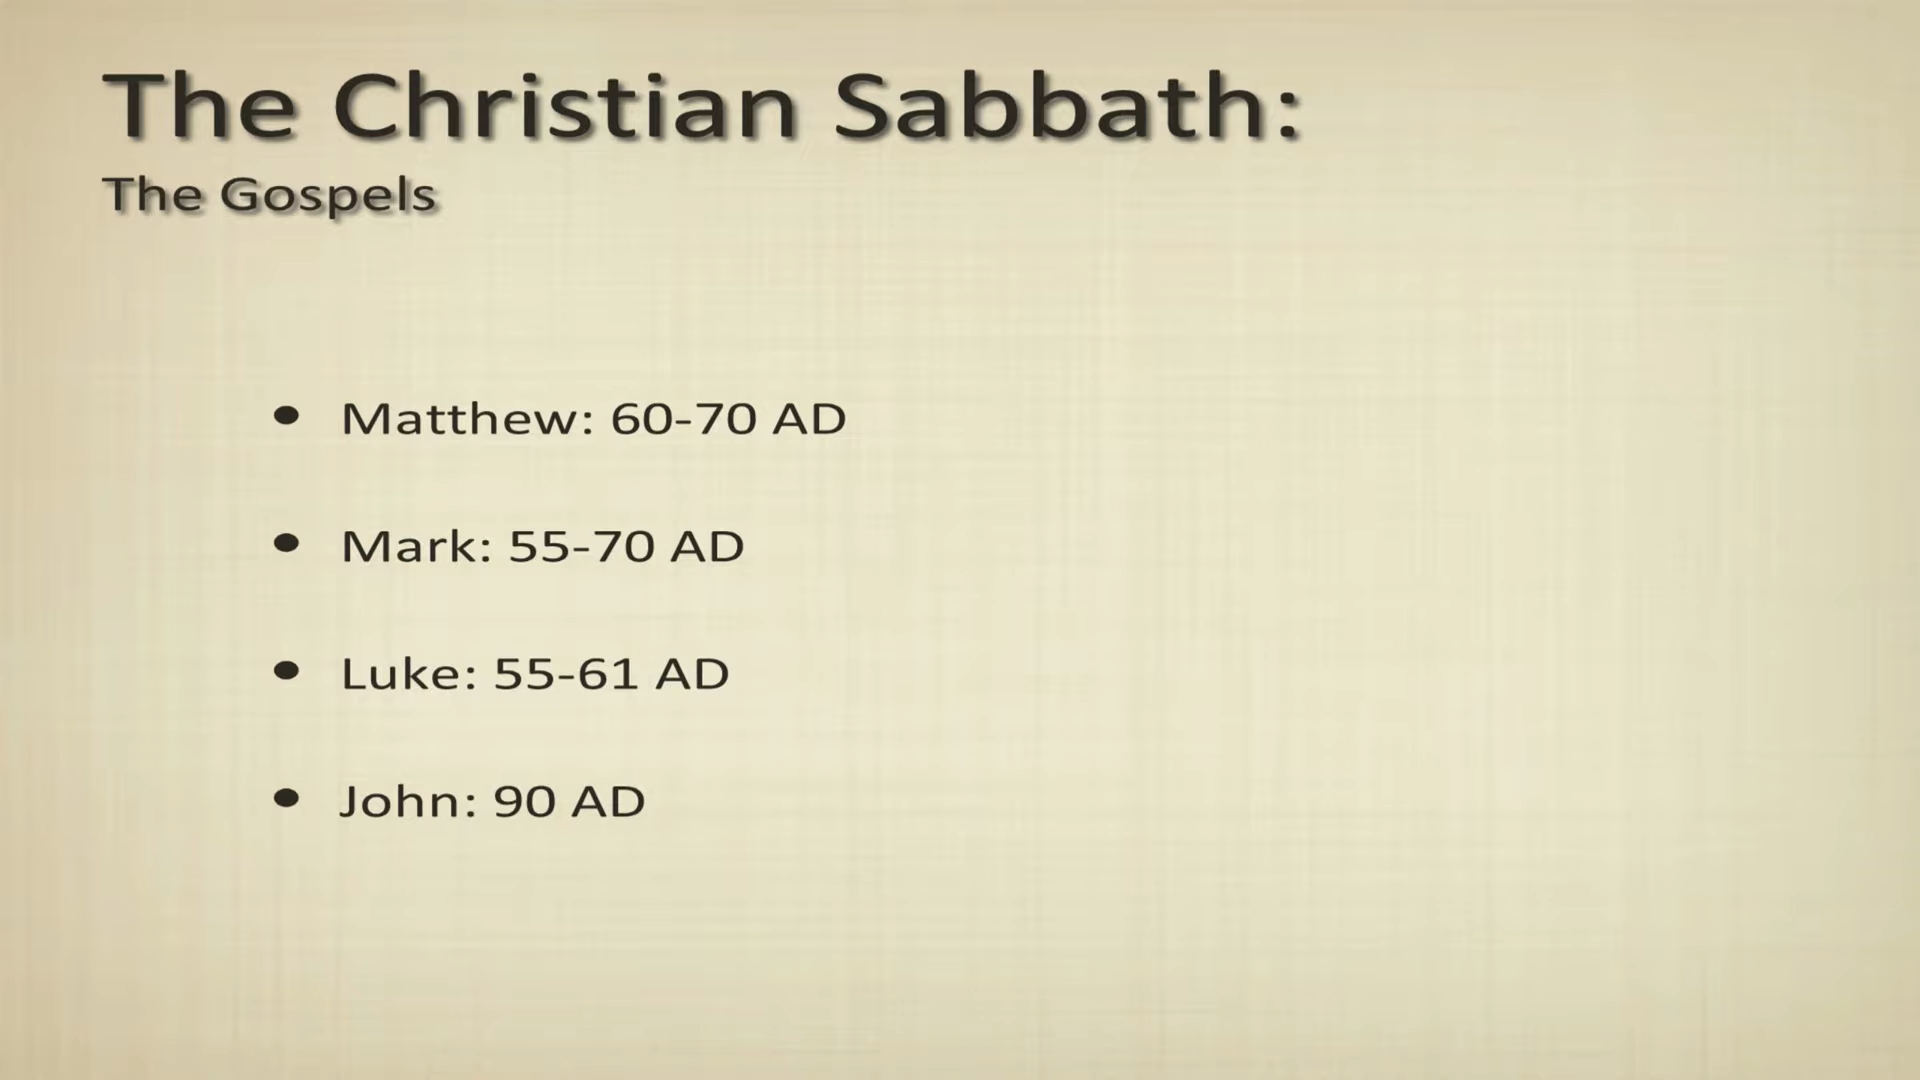 The Christian Sabbath:
The Gospels
• Matthew: 60-70 AD
• Mark: 55-70 AD
• Luke: 55-61 AD
• John: 90 AD